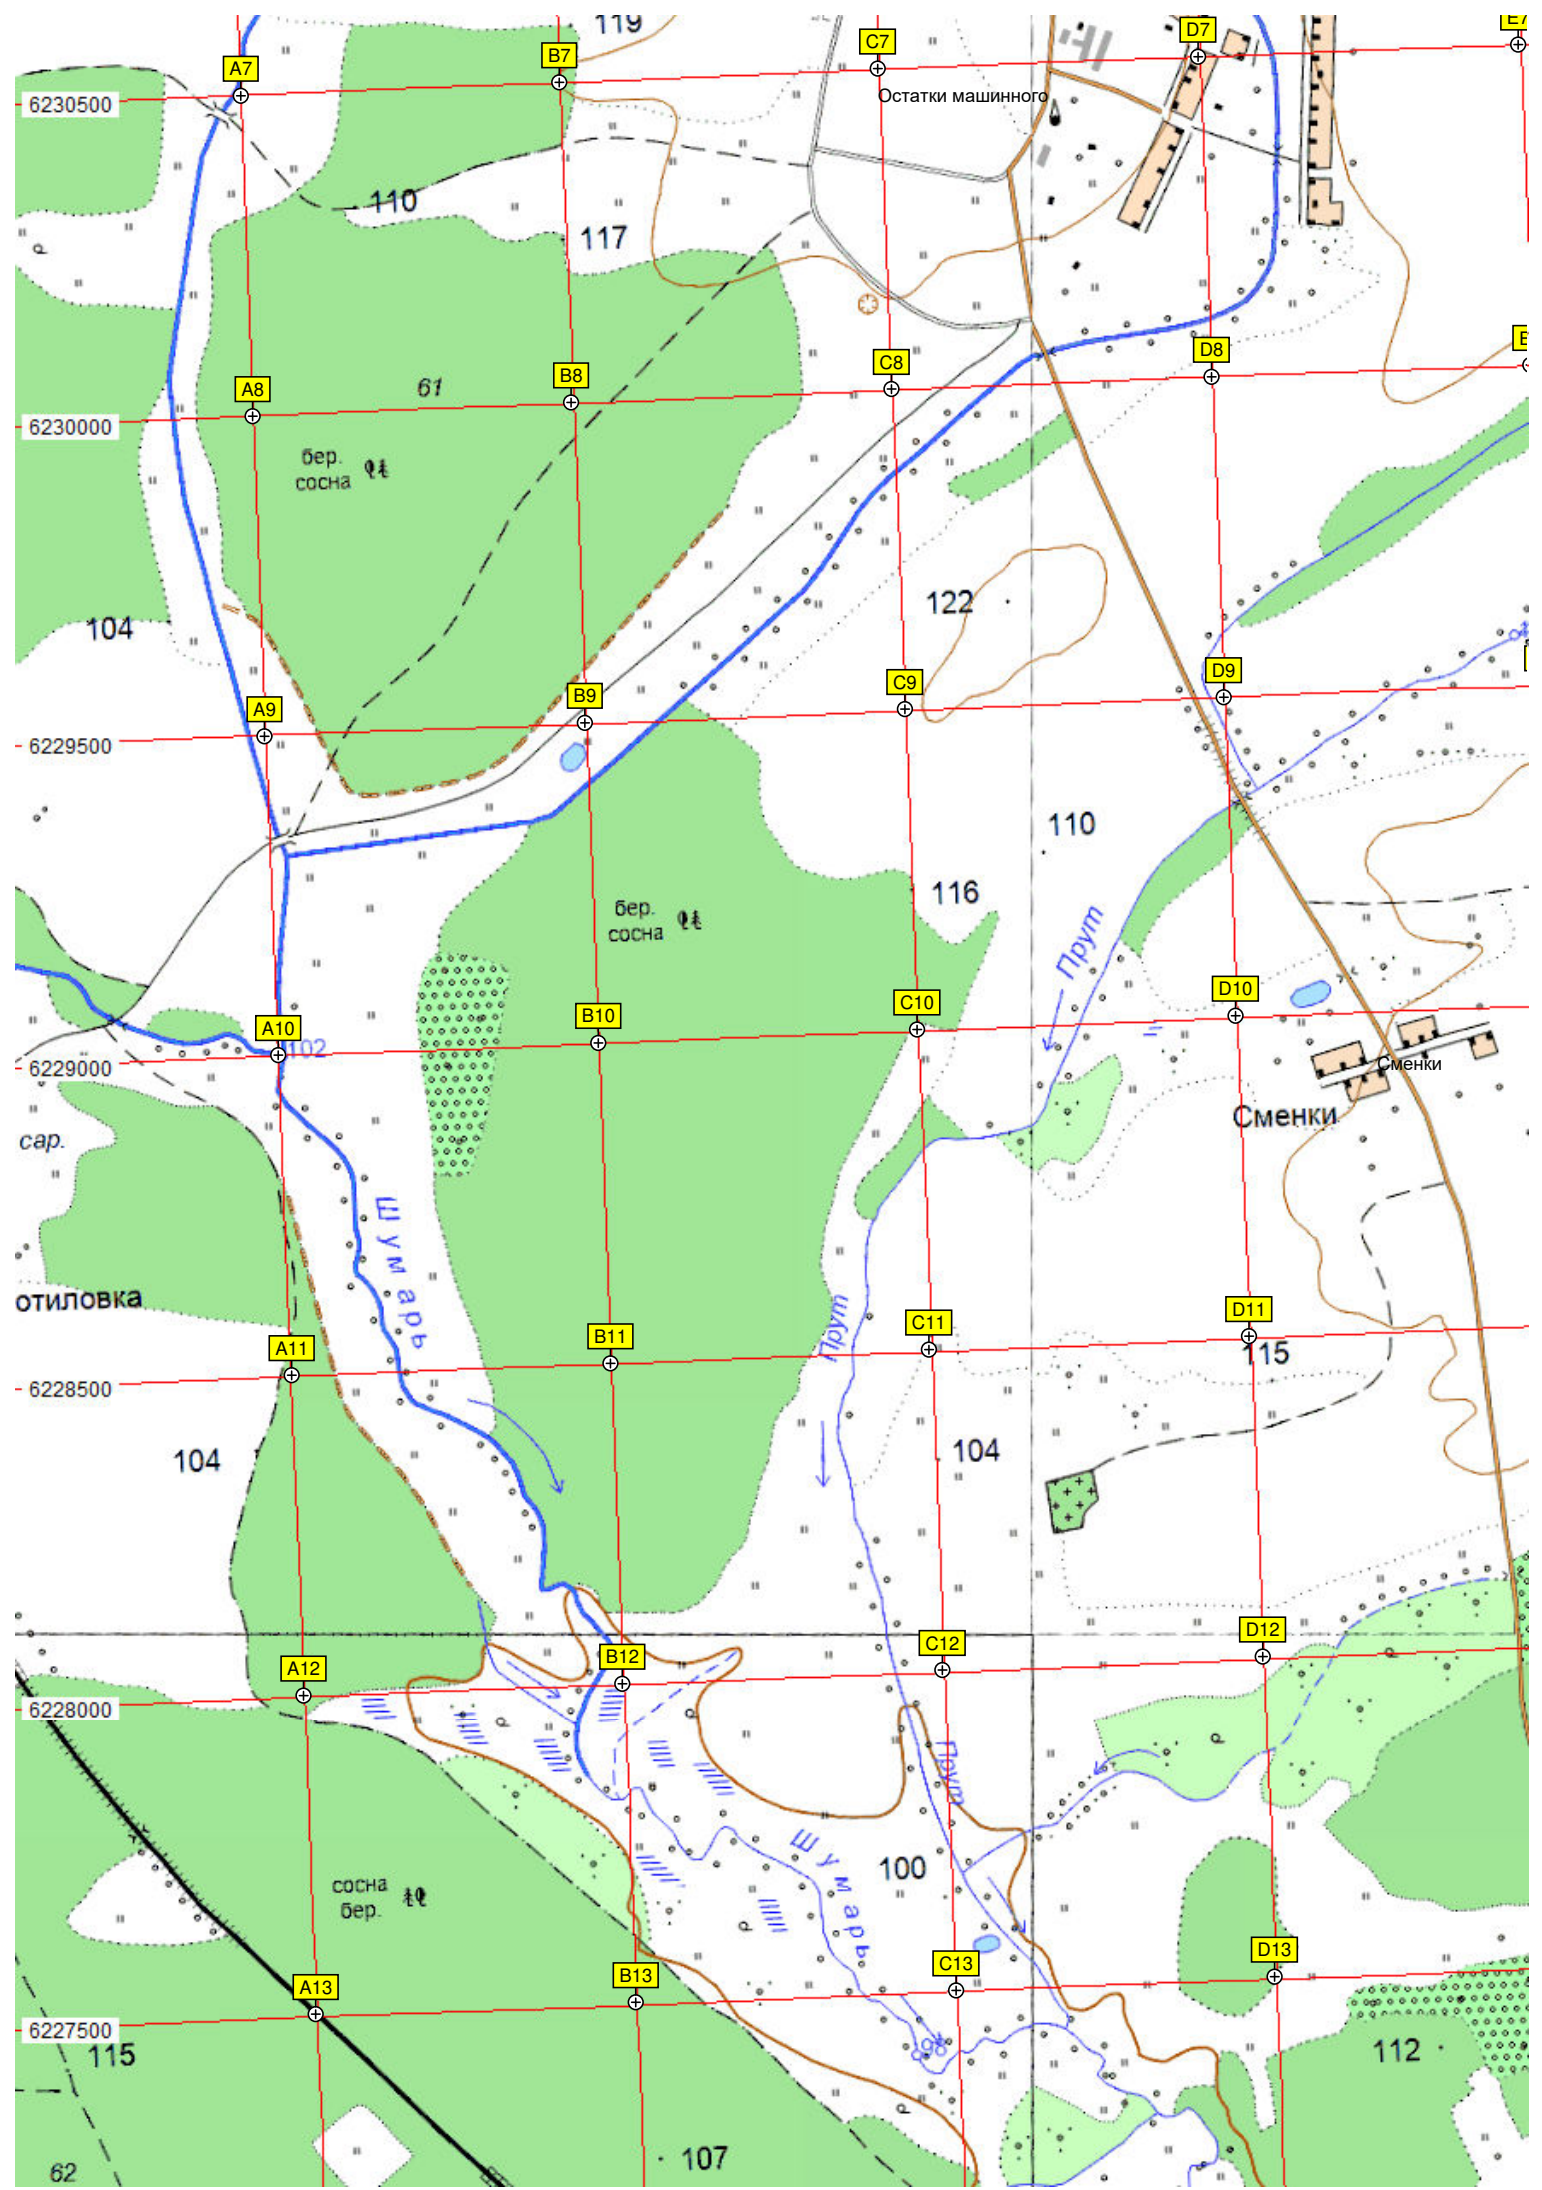 119
E7
D7
C7
B7
A7
Остатки машинного
6230500
110
117
D8
C8
B8
A8
61
6230000
бер.
сосна
122
104
D9
C9
B9
A9
6229500
110
116
бер.
сосна
Прут
D10
C10
B10
A10
102
6229000
Сменки
Сменки
сар.
Шумарь
отиловка
Прут
D11
C11
B11
A11
115
6228500
104
104
D12
C12
B12
A12
6228000
Прут
Шумарь
100
сосна
бер.
D13
C13
B13
A13
6227500
115
112
107
62